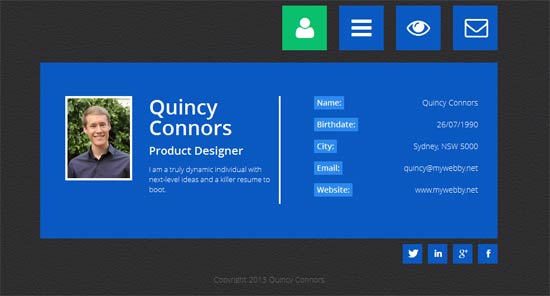 Quincy
Connors
Product Designer
I am a truly dynamic individual with
next-level ideas and a killer resume to
boot.
Name: Quincy Connors
Birthdate: 26/07/1990
City: Sydney, NSW 5000
Email: quincy@mywebby.net
Website: www.mywebby.net
in
g+
f
Copyright 2013 Quincy Connors